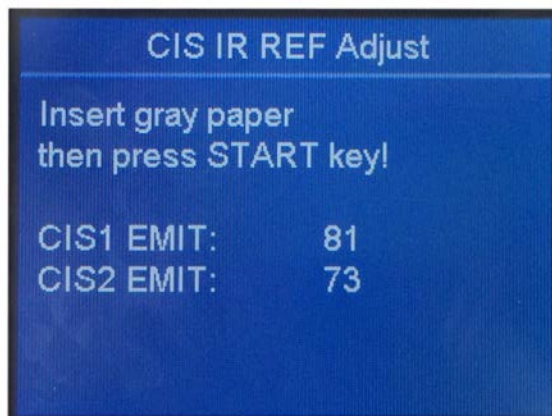 CIS IR REF Adjust
Insert gray paper
then press START key!
CIS1 EMIT: 81
CIS2 EMIT: 73